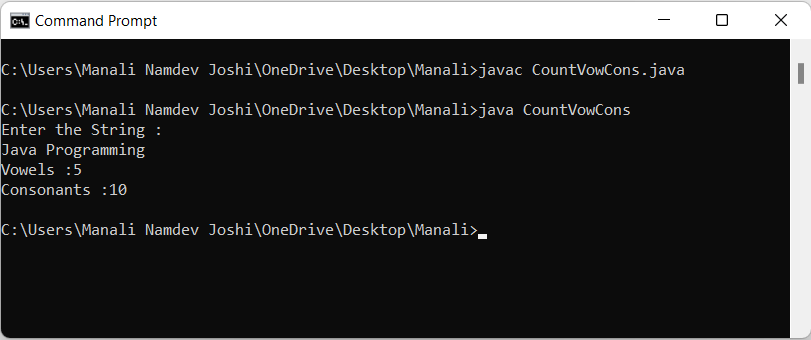 Command Prompt
C:\Users\Manali Namdev Joshi\OneDrive\Desktop\Manali>javac CountVowCons.java
C:\Users\Manali Namdev Joshi\OneDrive\Desktop\Manali>java CountVowCons
Enter the String :
Java Programming
Vowels :5
Consonants :10
C:\Users\Manali Namdev Joshi\OneDrive\Desktop\Manali>